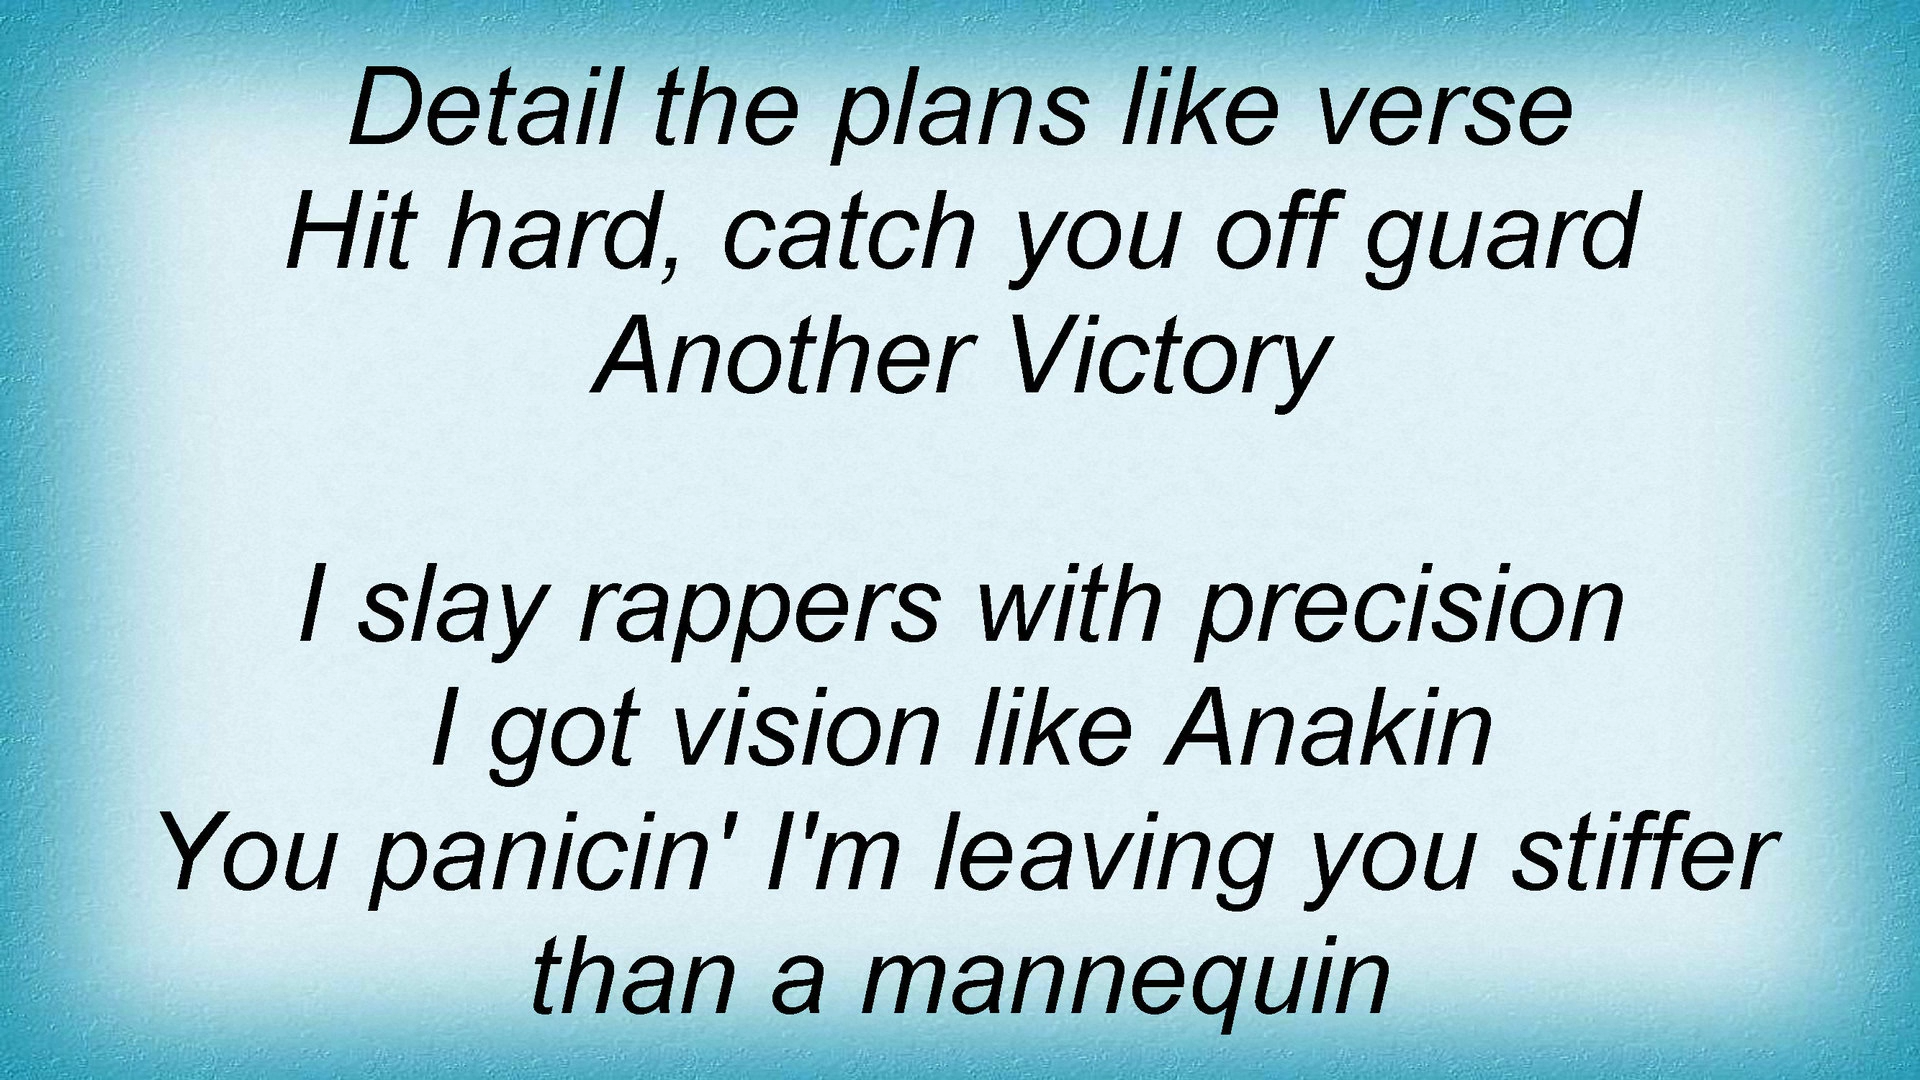 Detail the plans like verse
Hit hard, catch you off guard
Another Victory
I slay rappers with precision
I got vision like Anakin
You panicin' I'm leaving you stiffer
than a mannequin